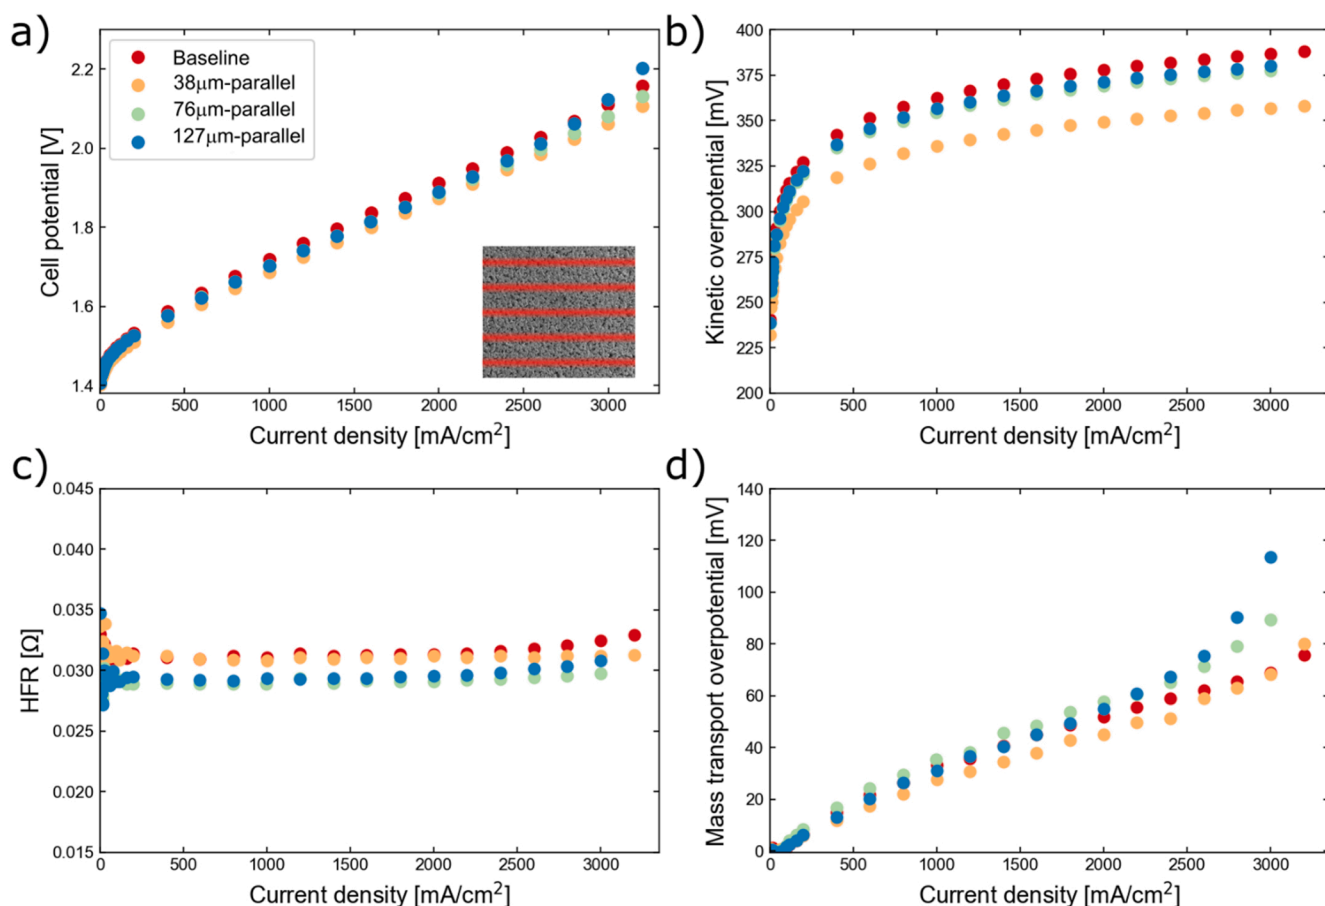 a)
Baseline
38μm-parallel
76μm-parallel
127μm-parallel
2.2
2.0
1.8
1.6
1.4
Cell potential [V]
0 500 1000 1500 2000 2500 3000
Current density [mA/cm²]
b)
400
375
350
325
300
275
250
225
200
Kinetic overpotential [mV]
0 500 1000 1500 2000 2500 3000
Current density [mA/cm²]
c)
0.045
0.040
0.035
0.030
0.025
0.020
0.015
HFR [Ω]
0 500 1000 1500 2000 2500 3000
Current density [mA/cm²]
d)
140
120
100
80
60
40
20
0
Mass transport overpotential [mV]
0 500 1000 1500 2000 2500 3000
Current density [mA/cm²]